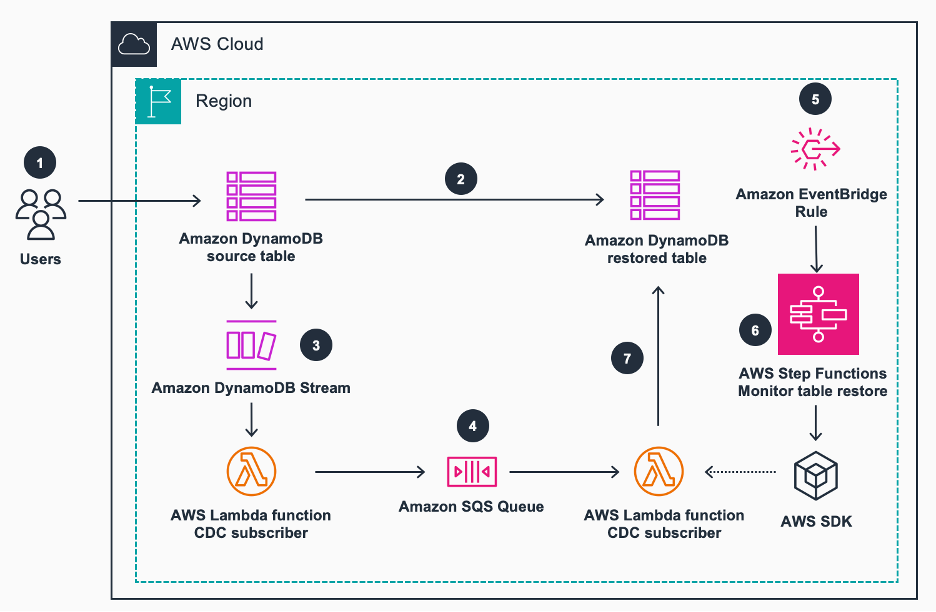 AWS Cloud
Region
1
Users
Amazon DynamoDB
source table
2
Amazon DynamoDB
restored table
5
Amazon EventBridge
Rule
3
Amazon DynamoDB Stream
6
AWS Step Functions
Monitor table restore
7
4
AWS Lambda function
CDC subscriber
Amazon SQS Queue
AWS Lambda function
CDC subscriber
AWS SDK